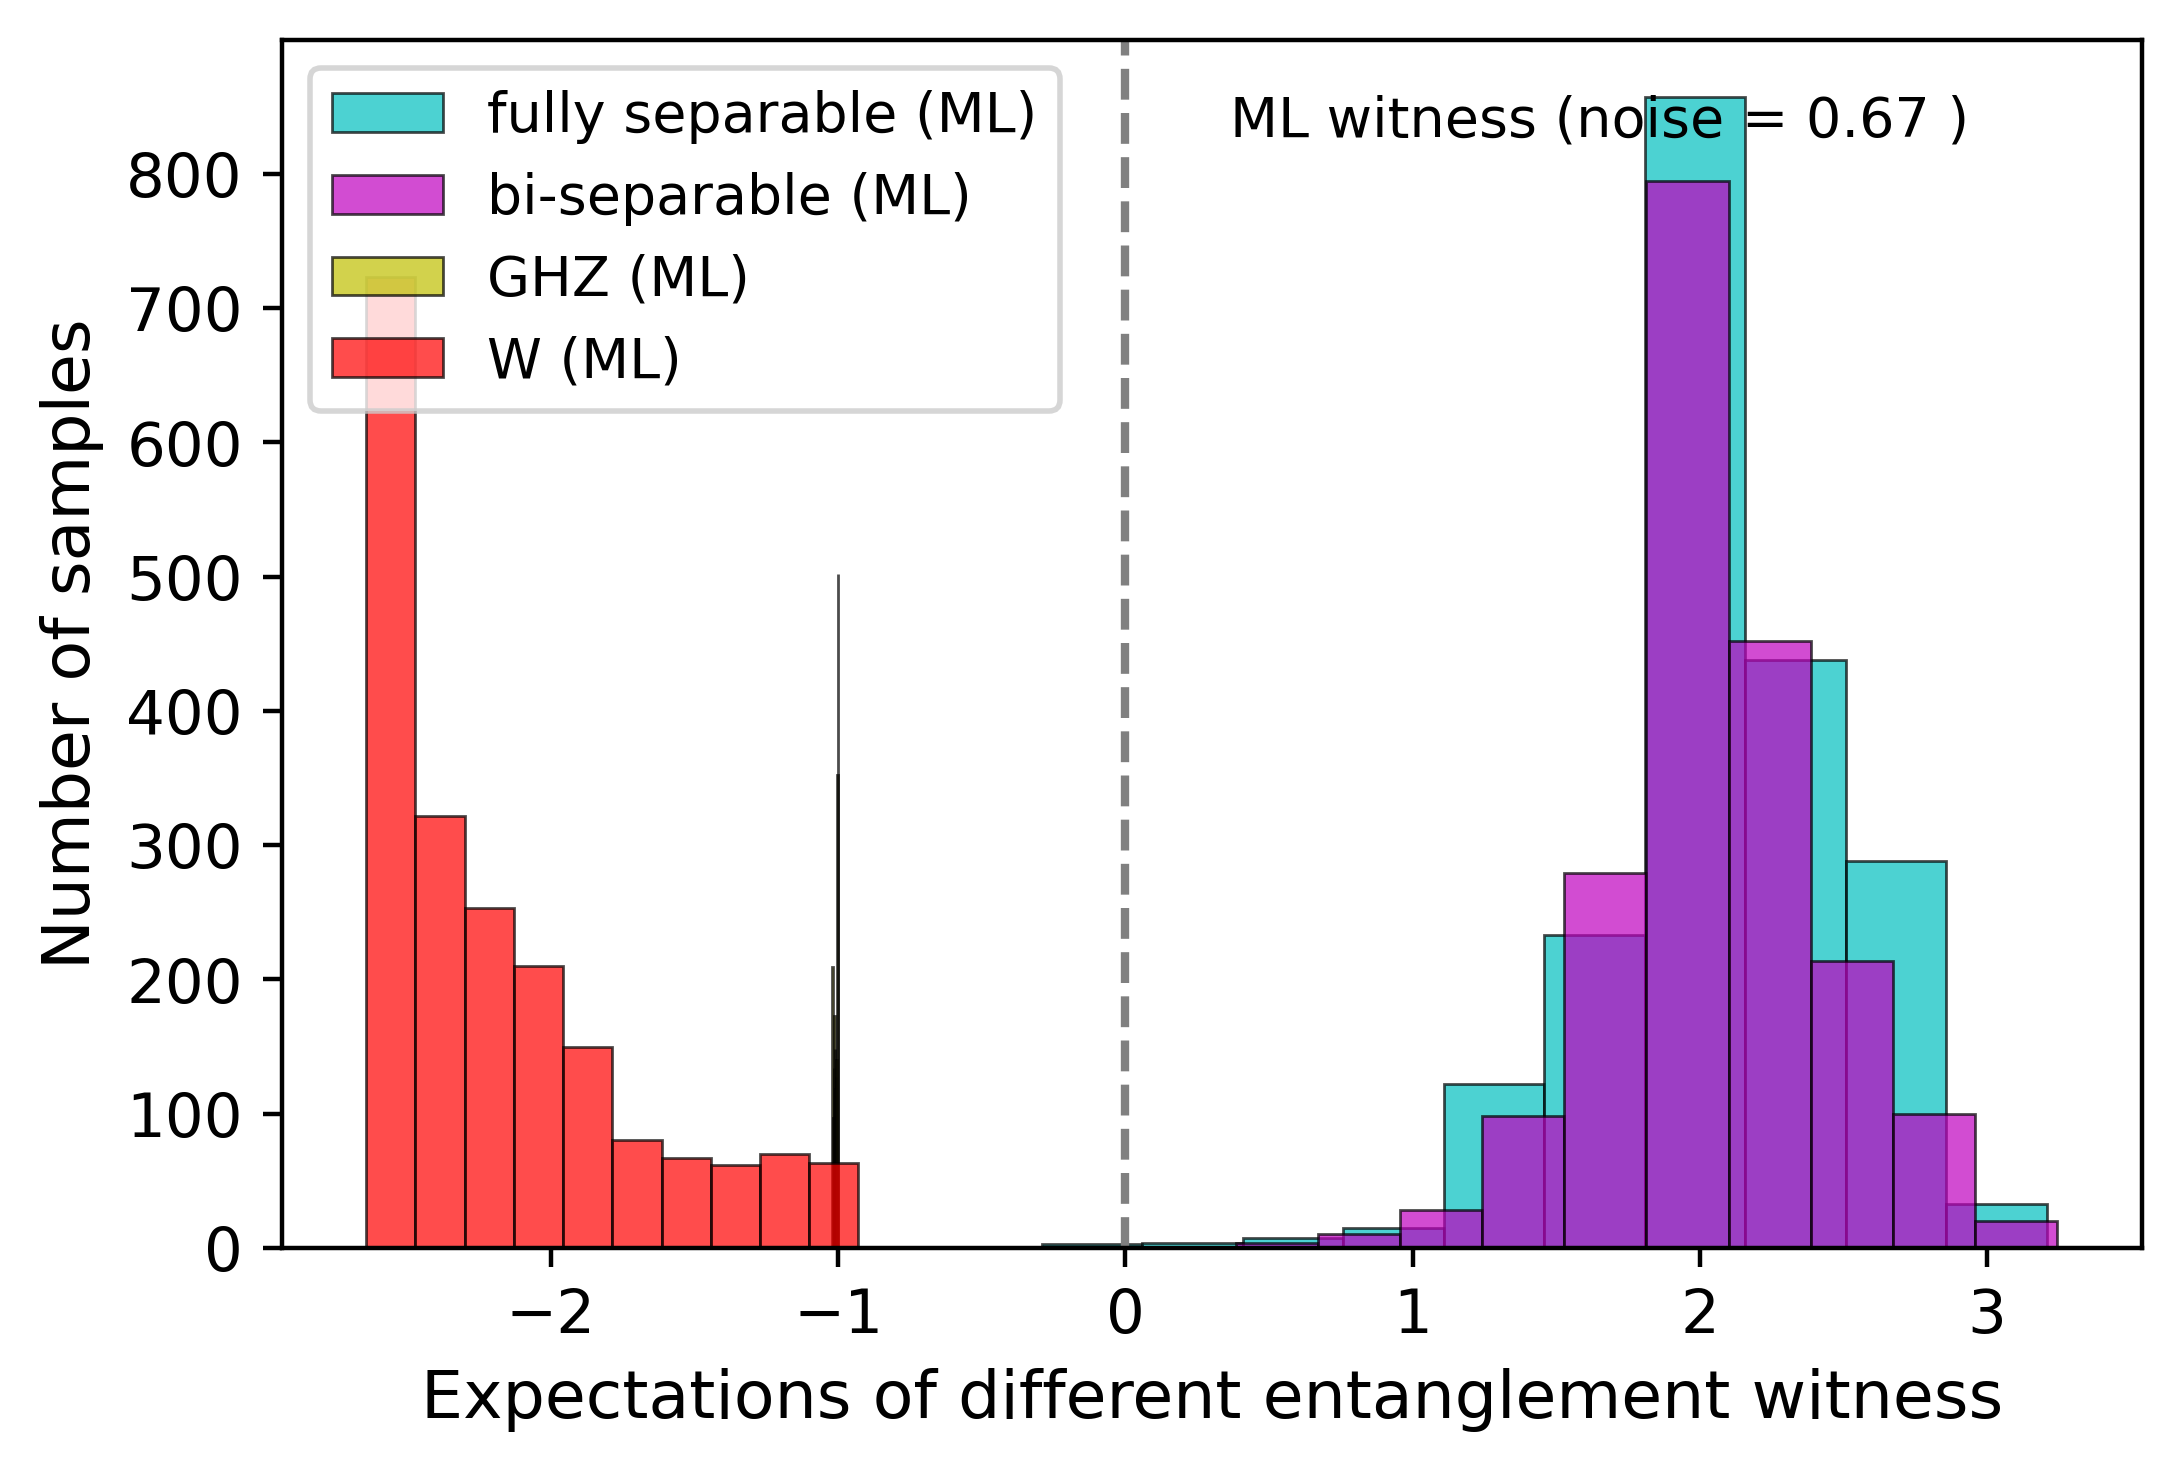 fully separable (ML)
bi-separable (ML)
GHZ (ML)
W (ML)
ML witness (noise = 0.67 )
Number of samples
800
700
600
500
400
300
200
100
0
−2 −1 0 1 2 3
Expectations of different entanglement witness